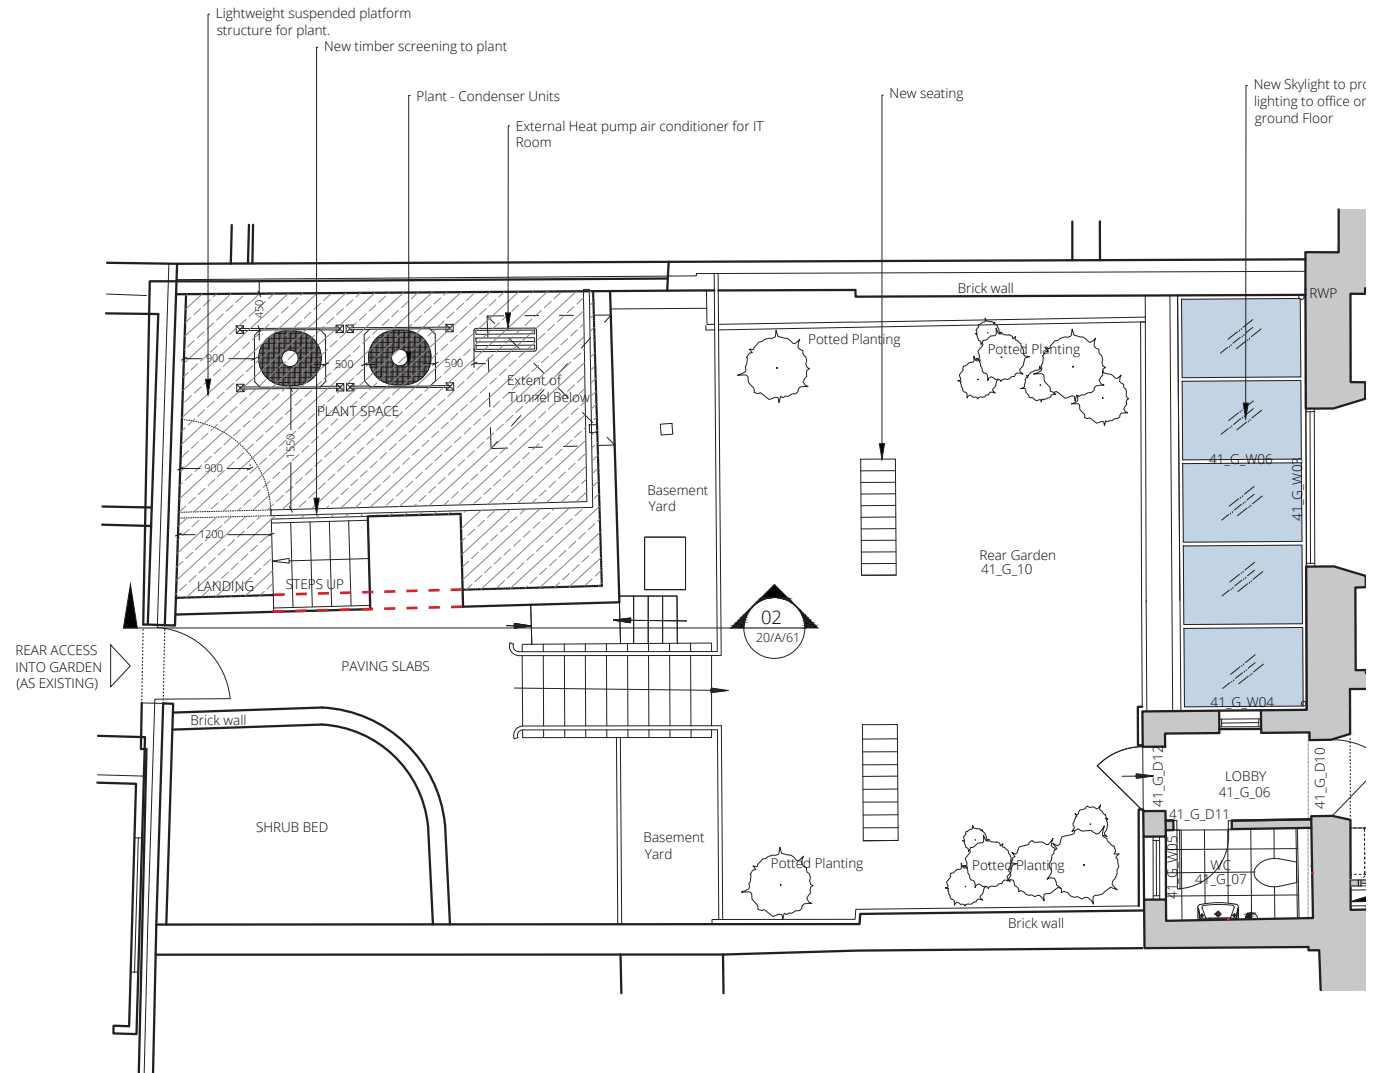 Lightweight suspended platform
structure for plant.
New timber screening to plant
Plant - Condenser Units
External Heat pump air conditioner for IT
Room
New seating
New Skylight to pro
lighting to office or
ground Floor
Brick wall
RWP
450
900
500
500
Potted Planting
Potted Planting
Extent of
Tunnel Below
PLANT SPACE
1550
900
1200
41_G_W06
41_G_W08
Basement
Yard
Rear Garden
41_G_10
LANDING
STEPS UP
02
20/A/61
REAR ACCESS
INTO GARDEN
(AS EXISTING)
PAVING SLABS
Brick wall
41_G_W04
41_G_D12
LOBBY
41_G_06
41_G_D10
41_G_D11
SHRUB BED
Basement
Yard
Potted Planting
Potted Planting
41_G_W05
WC
41_G_07
Brick wall